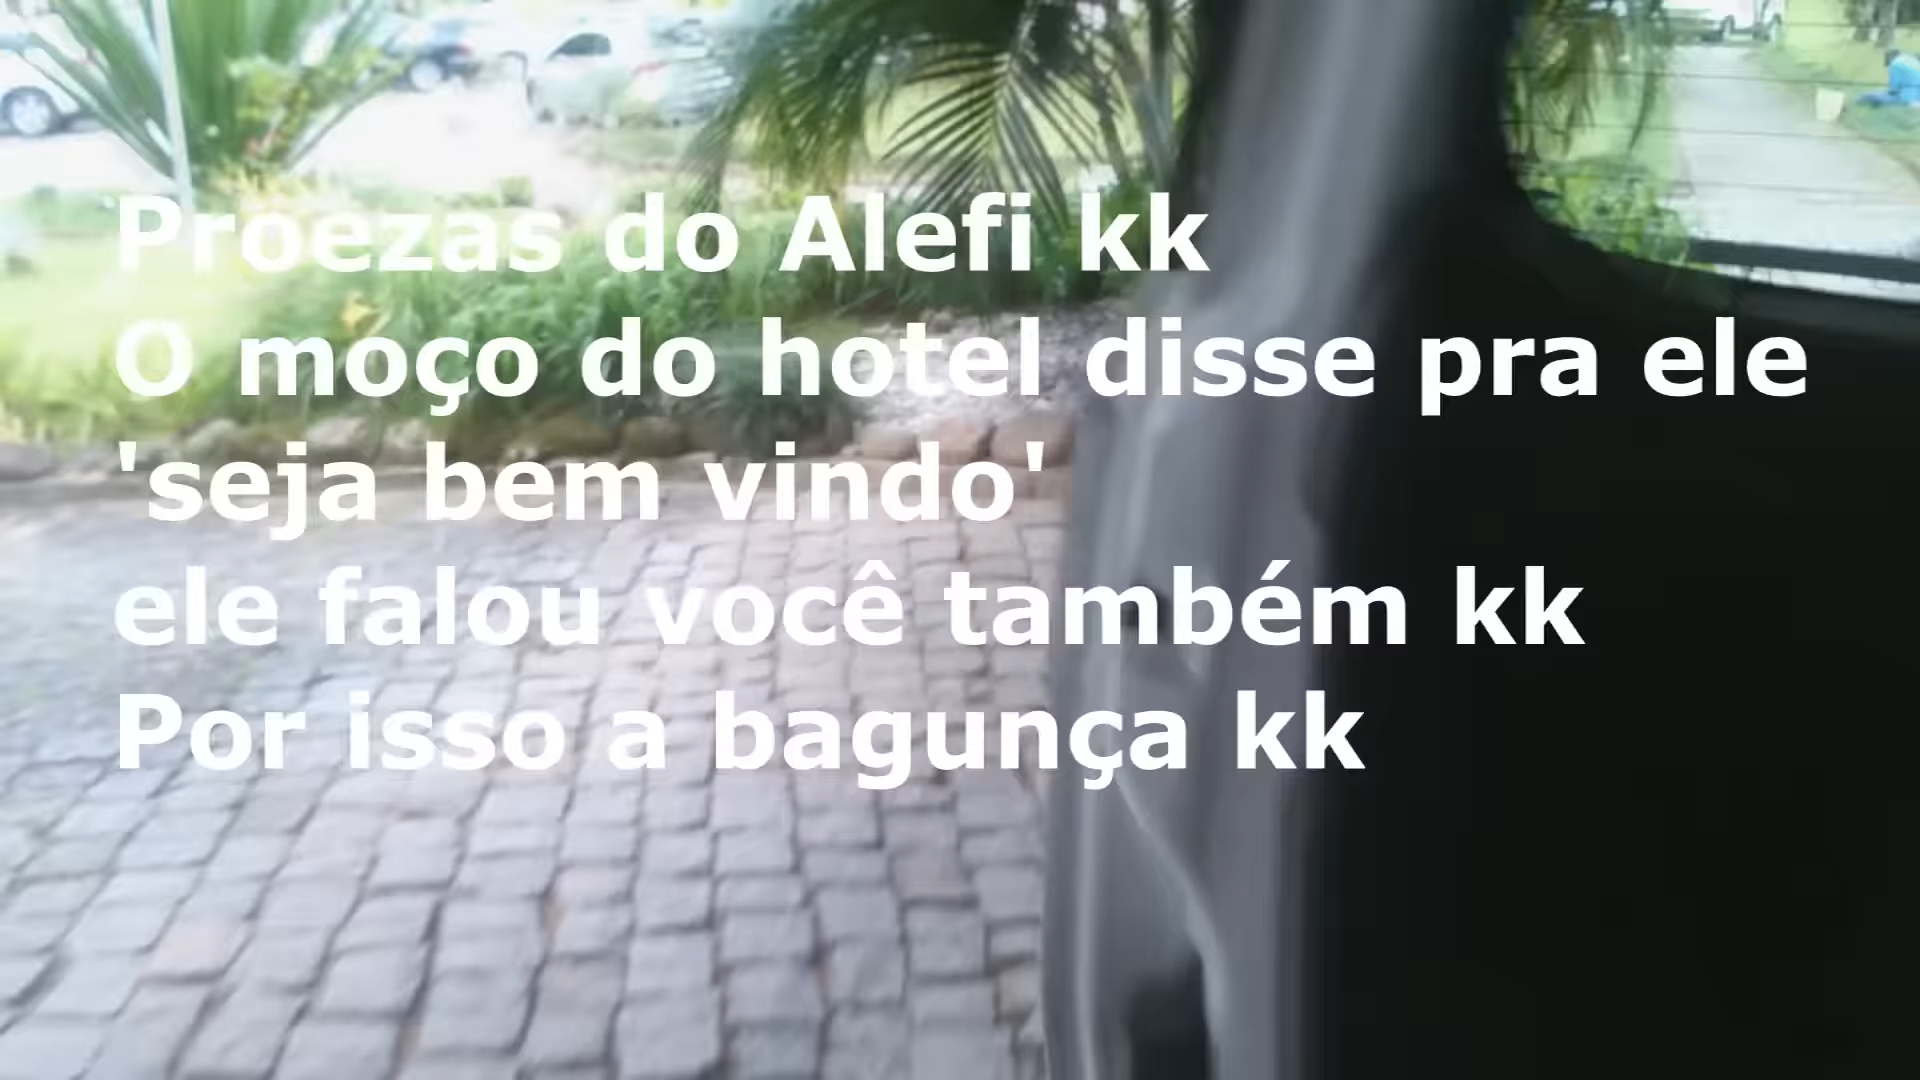 Proezas do Alefi kk
O moço do hotel disse pra ele
'seja bem vindo'
ele falou você também kk
Por isso a bagunça kk